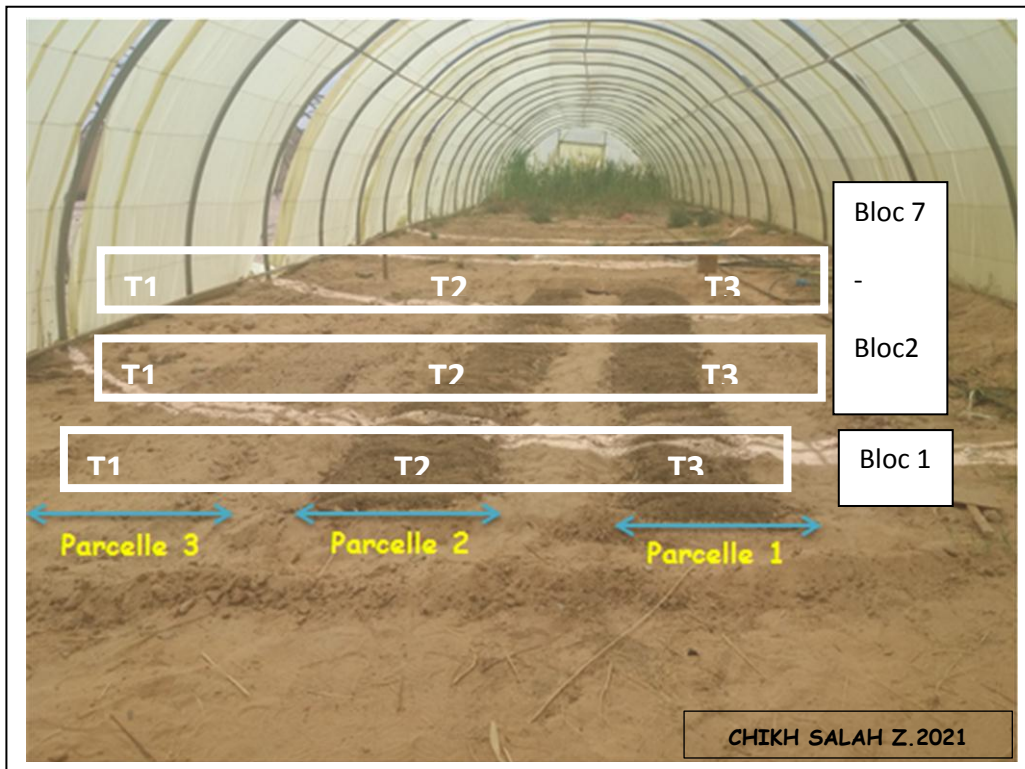 Bloc 7
T1 T2 T3
-
T1 T2 T3
Bloc2
T1 T2 T3
Bloc 1
Parcelle 3 Parcelle 2 Parcelle 1
CHIKH SALAH Z.2021